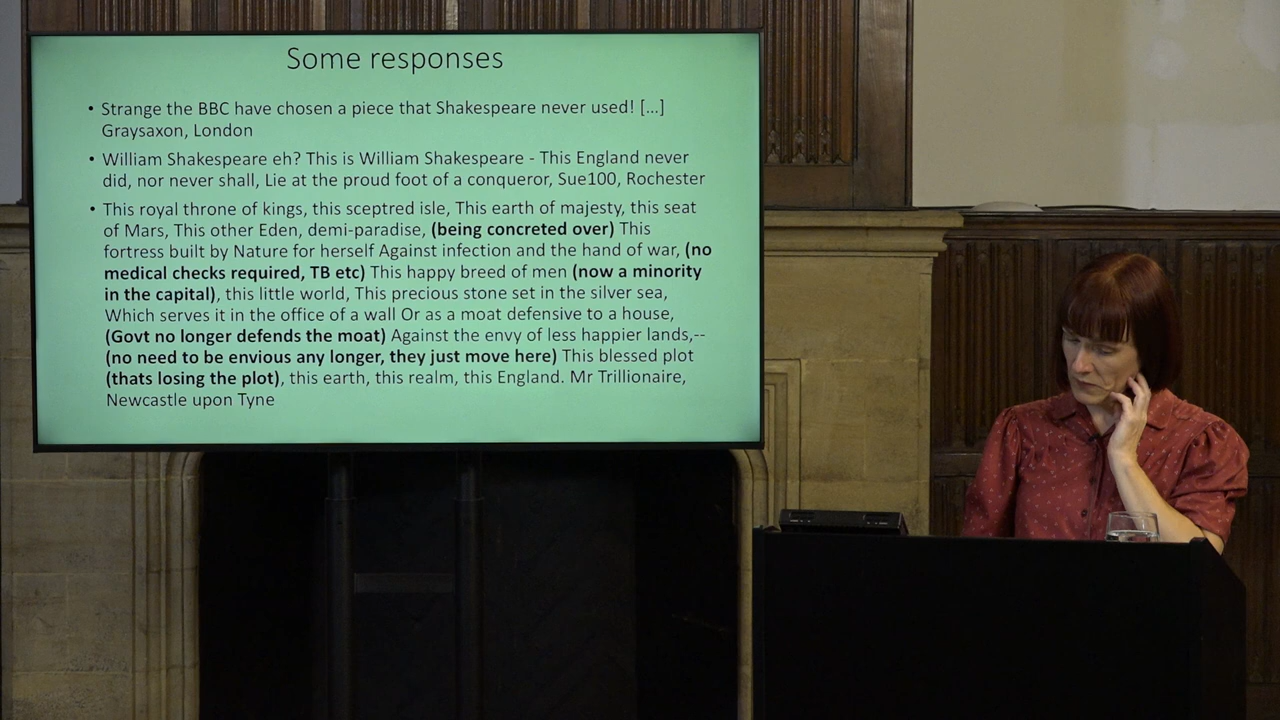 Some responses
• Strange the BBC have chosen a piece that Shakespeare never used! [...]
Graysaxon, London
• William Shakespeare eh? This is William Shakespeare - This England never
did, nor never shall, Lie at the proud foot of a conqueror, Sue100, Rochester
• This royal throne of kings, this sceptred isle, This earth of majesty, this seat
of Mars, This other Eden, demi-paradise, (being concreted over) This
fortress built by Nature for herself Against infection and the hand of war, (no
medical checks required, TB etc) This happy breed of men (now a minority
in the capital), this little world, This precious stone set in the silver sea,
Which serves it in the office of a wall Or as a moat defensive to a house,
(Govt no longer defends the moat) Against the envy of less happier lands,--
(no need to be envious any longer, they just move here) This blessed plot
(thats losing the plot), this earth, this realm, this England. Mr Trillionaire,
Newcastle upon Tyne